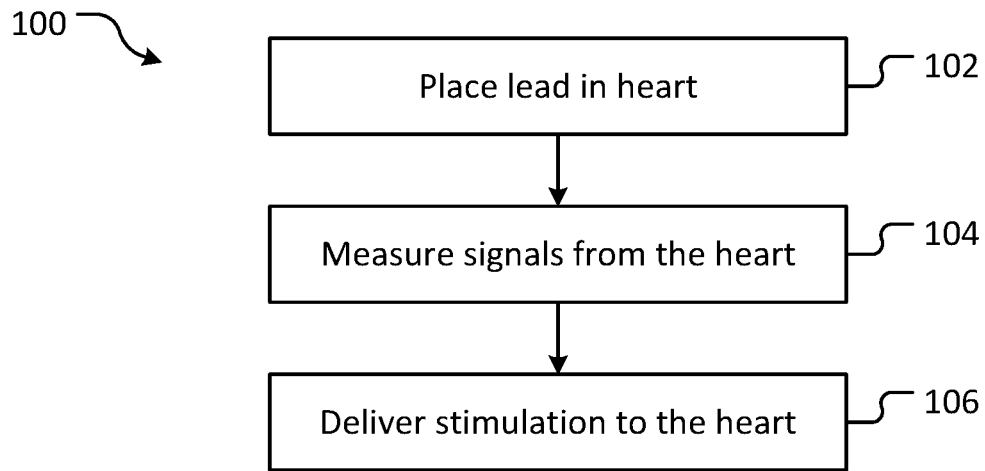 100
Place lead in heart
102
Measure signals from the heart
104
Deliver stimulation to the heart
106